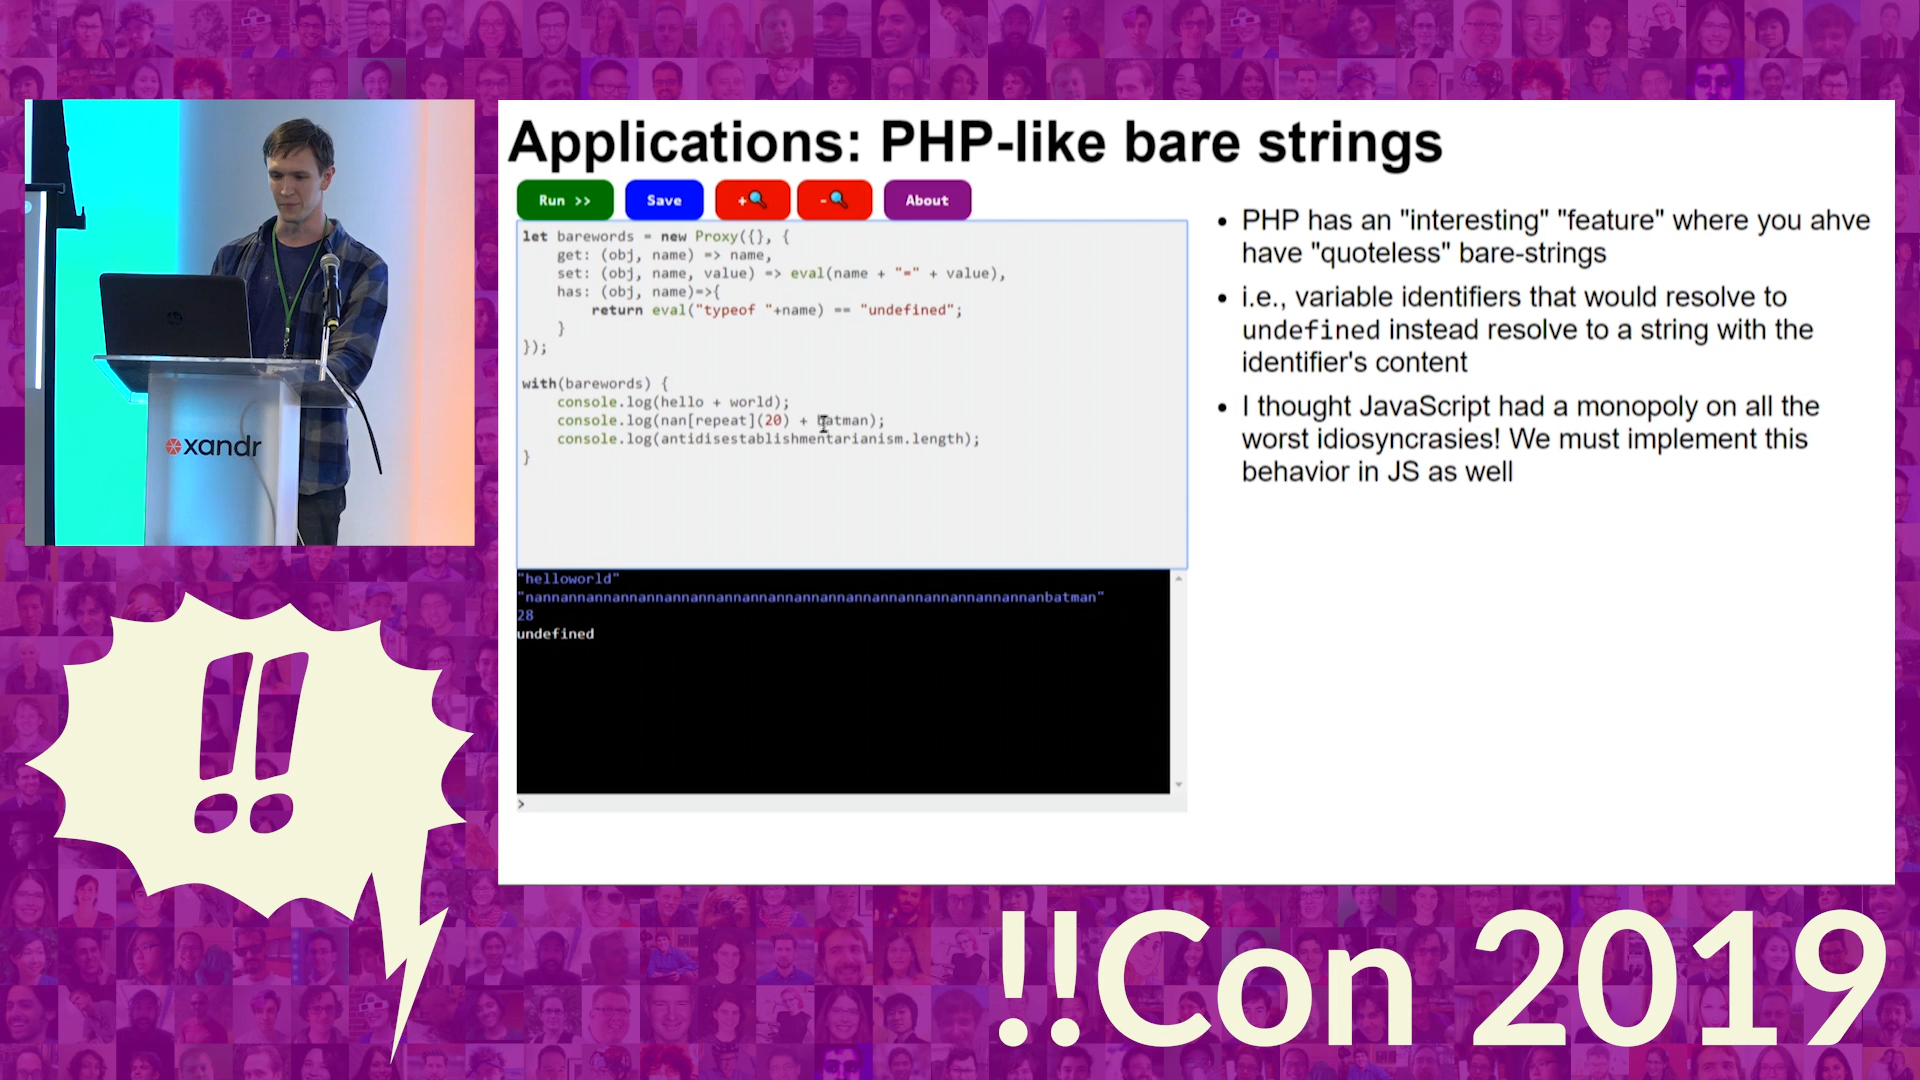 Applications: PHP-like bare strings
Run >>
Save
+🔍
-🔍
About
let barewords = new Proxy({}, {
get: (obj, name) => name,
set: (obj, name, value) => eval(name + "=" + value),
has: (obj, name)=>{
return eval("typeof "+name) == "undefined";
}
});
with(barewords) {
console.log(hello + world);
console.log(nan[repeat](20) + batman);
console.log(antidisestablishmentarianism.length);
}
"helloworld"
"nannannannannannannannannannannannannannannannannannannannanbatman"
28
undefined
>
• PHP has an "interesting" "feature" where you ahve
have "quoteless" bare-strings
• i.e., variable identifiers that would resolve to
undefined instead resolve to a string with the
identifier's content
• I thought JavaScript had a monopoly on all the
worst idiosyncrasies! We must implement this
behavior in JS as well
xandr
!!
!!Con 2019